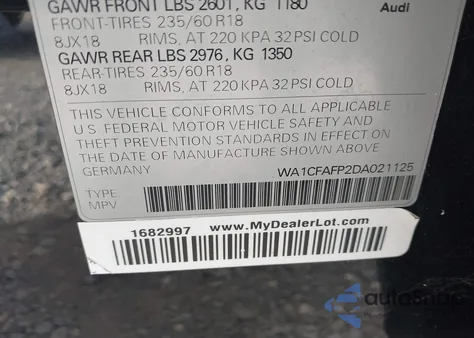 GAWR FRONT LBS 2601, KG 1180
Audi
FRONT-TIRES 235/60 R18
8JX18 RIMS, AT 220 KPA 32 PSI COLD
GAWR REAR LBS 2976, KG 1350
REAR-TIRES 235/60 R18
8JX18 RIMS, AT 220 KPA 32 PSI COLD
THIS VEHICLE CONFORMS TO ALL APPLICABLE
U.S. FEDERAL MOTOR VEHICLE SAFETY AND
THEFT PREVENTION STANDARDS IN EFFECT ON
THE DATE OF MANUFACTURE SHOWN ABOVE
WA1CFAFP2DA021125
TYPE
MPV
1682997 www.MyDealerLot.com
autoSnap